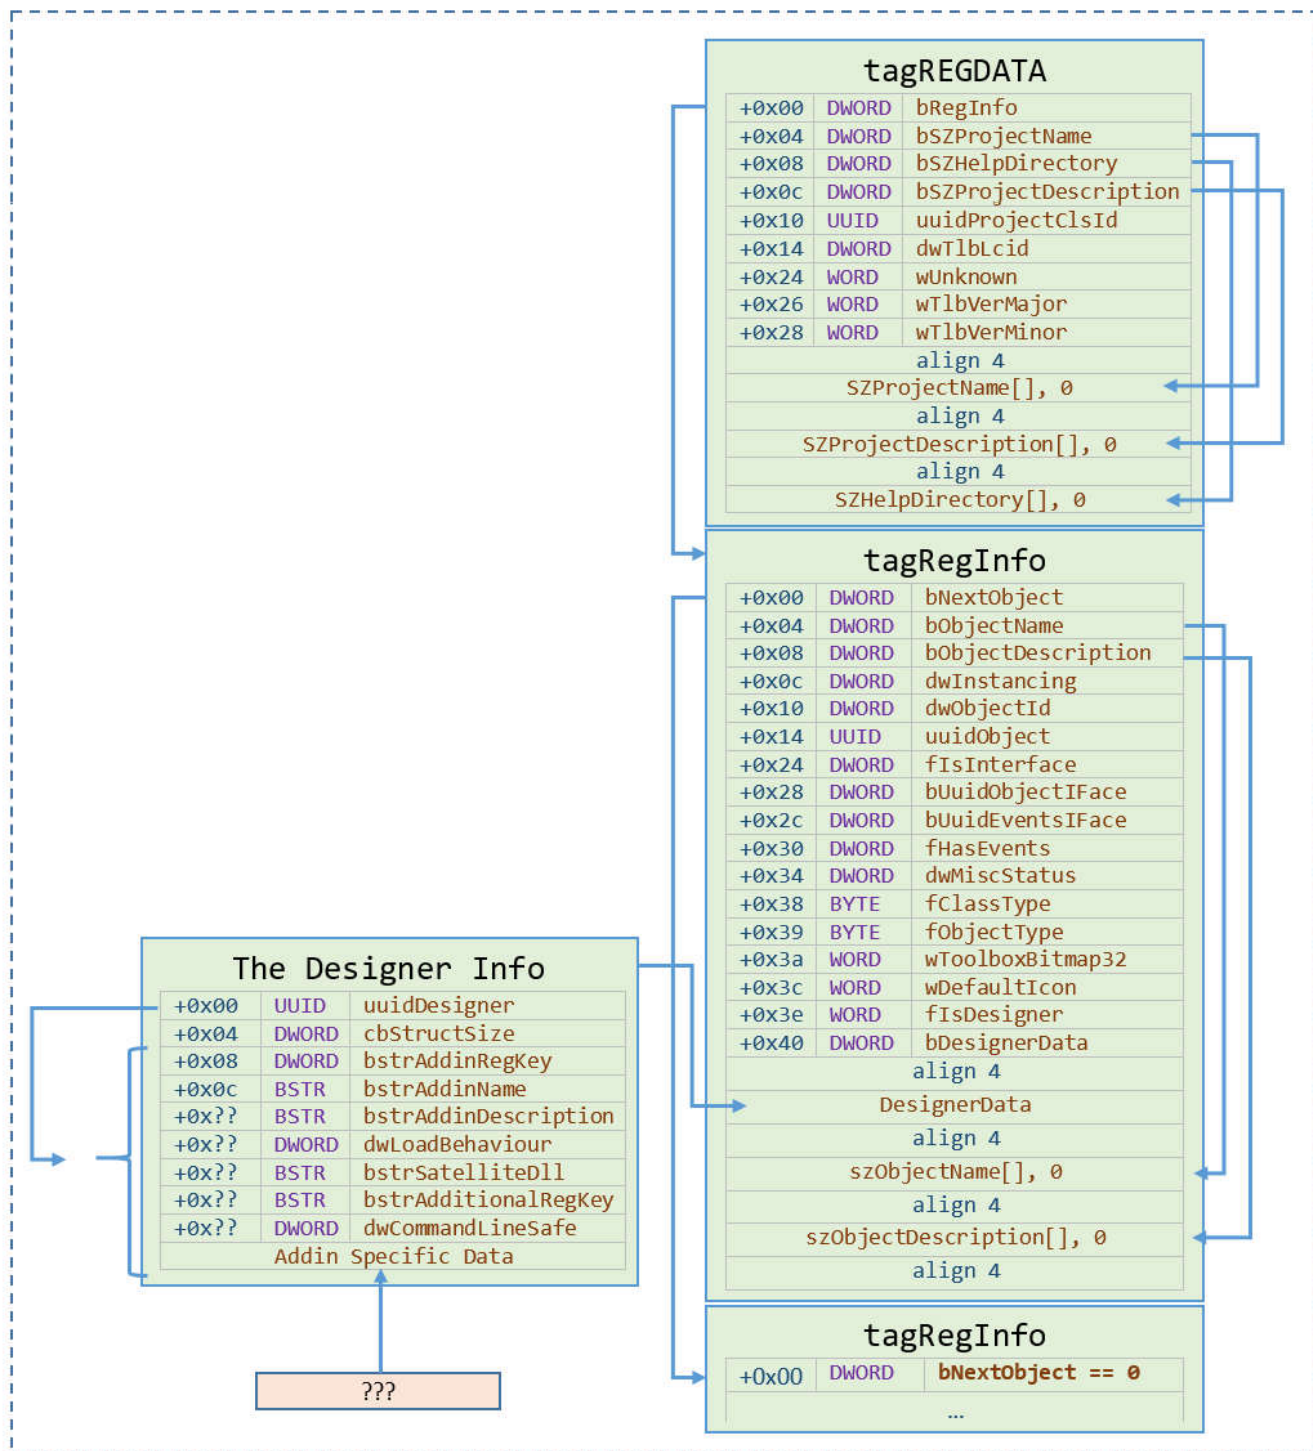 tagREGDATA
+0x00 DWORD bRegInfo
+0x04 DWORD bSZProjectName
+0x08 DWORD bSZHelpDirectory
+0x0c DWORD bSZProjectDescription
+0x10 UUID uuidProjectClsId
+0x14 DWORD dwTlbLcid
+0x24 WORD wUnknown
+0x26 WORD wTlbVerMajor
+0x28 WORD wTlbVerMinor
align 4
SZProjectName[], 0
align 4
SZProjectDescription[], 0
align 4
SZHelpDirectory[], 0
tagRegInfo
+0x00 DWORD bNextObject
+0x04 DWORD bObjectName
+0x08 DWORD bObjectDescription
+0x0c DWORD dwInstancing
+0x10 DWORD dwObjectId
+0x14 UUID uuidObject
+0x24 DWORD fIsInterface
+0x28 DWORD bUuidObjectIFace
+0x2c DWORD bUuidEventsIFace
+0x30 DWORD fHasEvents
+0x34 DWORD dwMiscStatus
+0x38 BYTE fClassType
+0x39 BYTE fObjectType
+0x3a WORD wToolboxBitmap32
+0x3c WORD wDefaultIcon
+0x3e WORD fIsDesigner
+0x40 DWORD bDesignerData
align 4
DesignerData
align 4
szObjectName[], 0
align 4
szObjectDescription[], 0
align 4
The Designer Info
+0x00 UUID uuidDesigner
+0x04 DWORD cbStructSize
+0x08 DWORD bstrAddinRegKey
+0x0c BSTR bstrAddinName
+0x?? BSTR bstrAddinDescription
+0x?? DWORD dwLoadBehaviour
+0x?? BSTR bstrSatelliteDll
+0x?? BSTR bstrAdditionalRegKey
+0x?? DWORD dwCommandLineSafe
Addin Specific Data
???
tagRegInfo
+0x00 DWORD bNextObject == 0
…